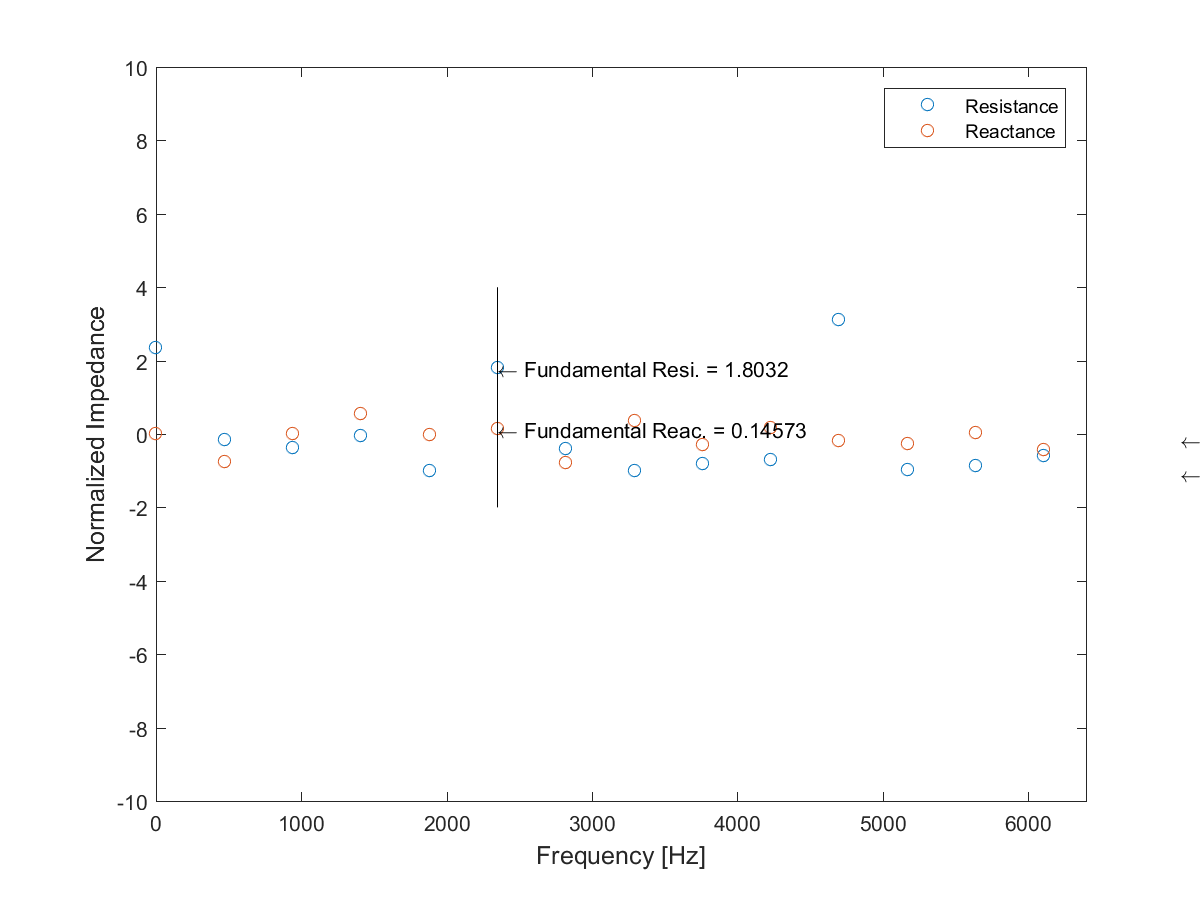 10
8
6
4
2
0
-2
-4
-6
-8
-10
Normalized Impedance
Resistance
Reactance
← Fundamental Resi. = 1.8032
← Fundamental Reac. = 0.14573
←
←
0 1000 2000 3000 4000 5000 6000
Frequency [Hz]